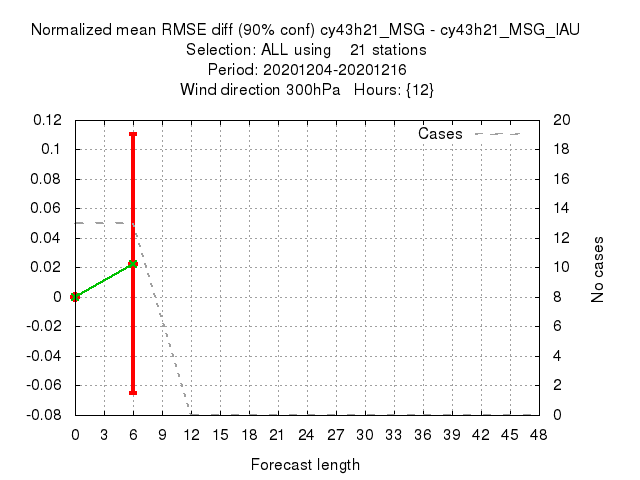 Normalized mean RMSE diff (90% conf) cy43h21_MSG - cy43h21_MSG_IAU
Selection: ALL using    21 stations
Period: 20201204-20201216
Wind direction 300hPa   Hours: {12}
Cases
0.12
0.1
0.08
0.06
0.04
0.02
0
-0.02
-0.04
-0.06
-0.08
20
18
16
14
12
10
8
6
4
2
0
No cases
0 3 6 9 12 15 18 21 24 27 30 33 36 39 42 45 48
Forecast length